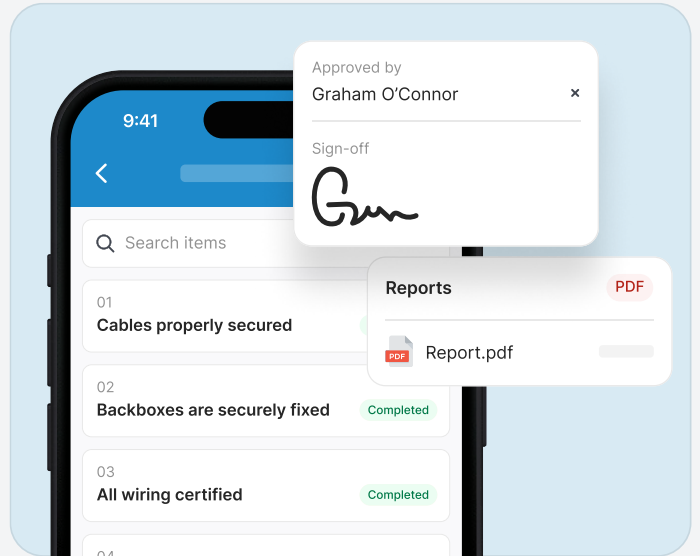 Approved by
Graham O’Connor
×
Sign-off
9:41
Search items
Reports
PDF
PDF
Report.pdf
01
Cables properly secured
02
Backboxes are securely fixed
Completed
03
All wiring certified
Completed